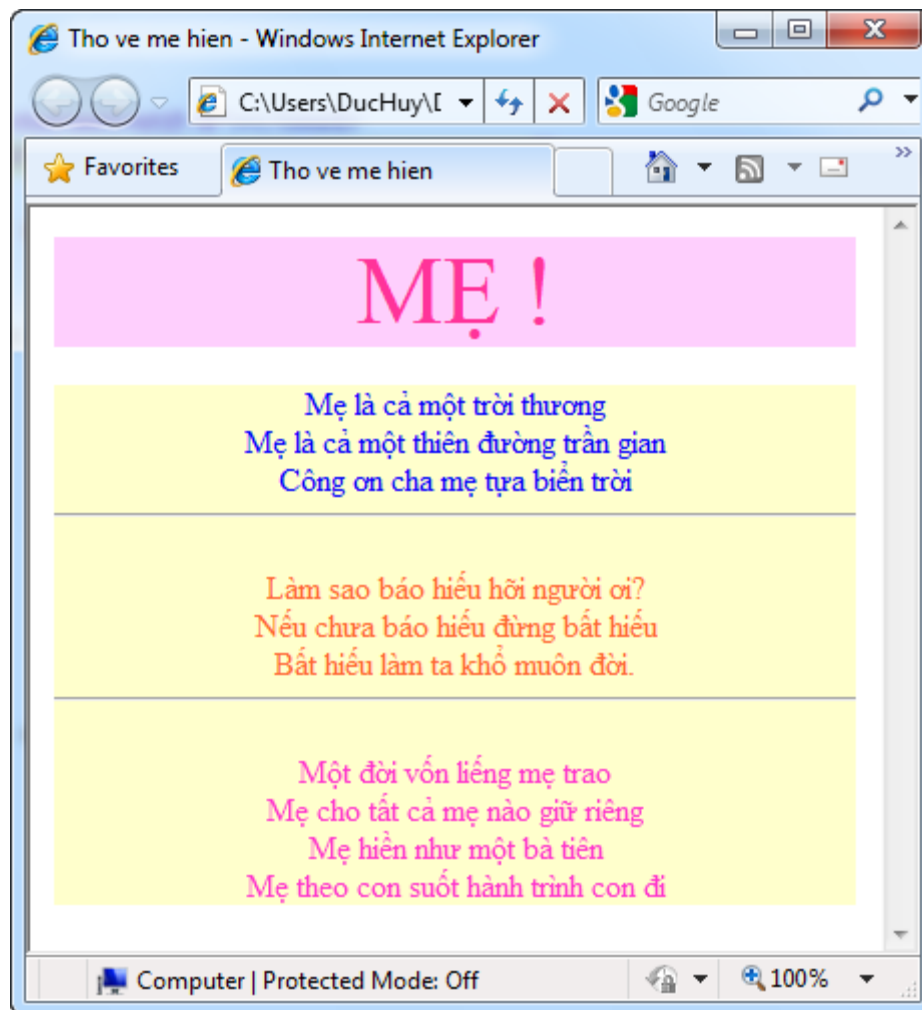 Tho ve me hien - Windows Internet Explorer
C:\Users\DucHuy\[
Google
Favorites
Tho ve me hien
MẸ !
Mẹ là cả một trời thương
Mẹ là cả một thiên đường trần gian
Công ơn cha mẹ tựa biển trời
Làm sao báo hiếu hỡi người ơi?
Nếu chưa báo hiếu đừng bất hiếu
Bất hiếu làm ta khổ muôn đời.
Một đời vốn liếng mẹ trao
Mẹ cho tất cả mẹ nào giữ riêng
Mẹ hiền như một bà tiên
Mẹ theo con suốt hành trình con đi
Computer | Protected Mode: Off
100%